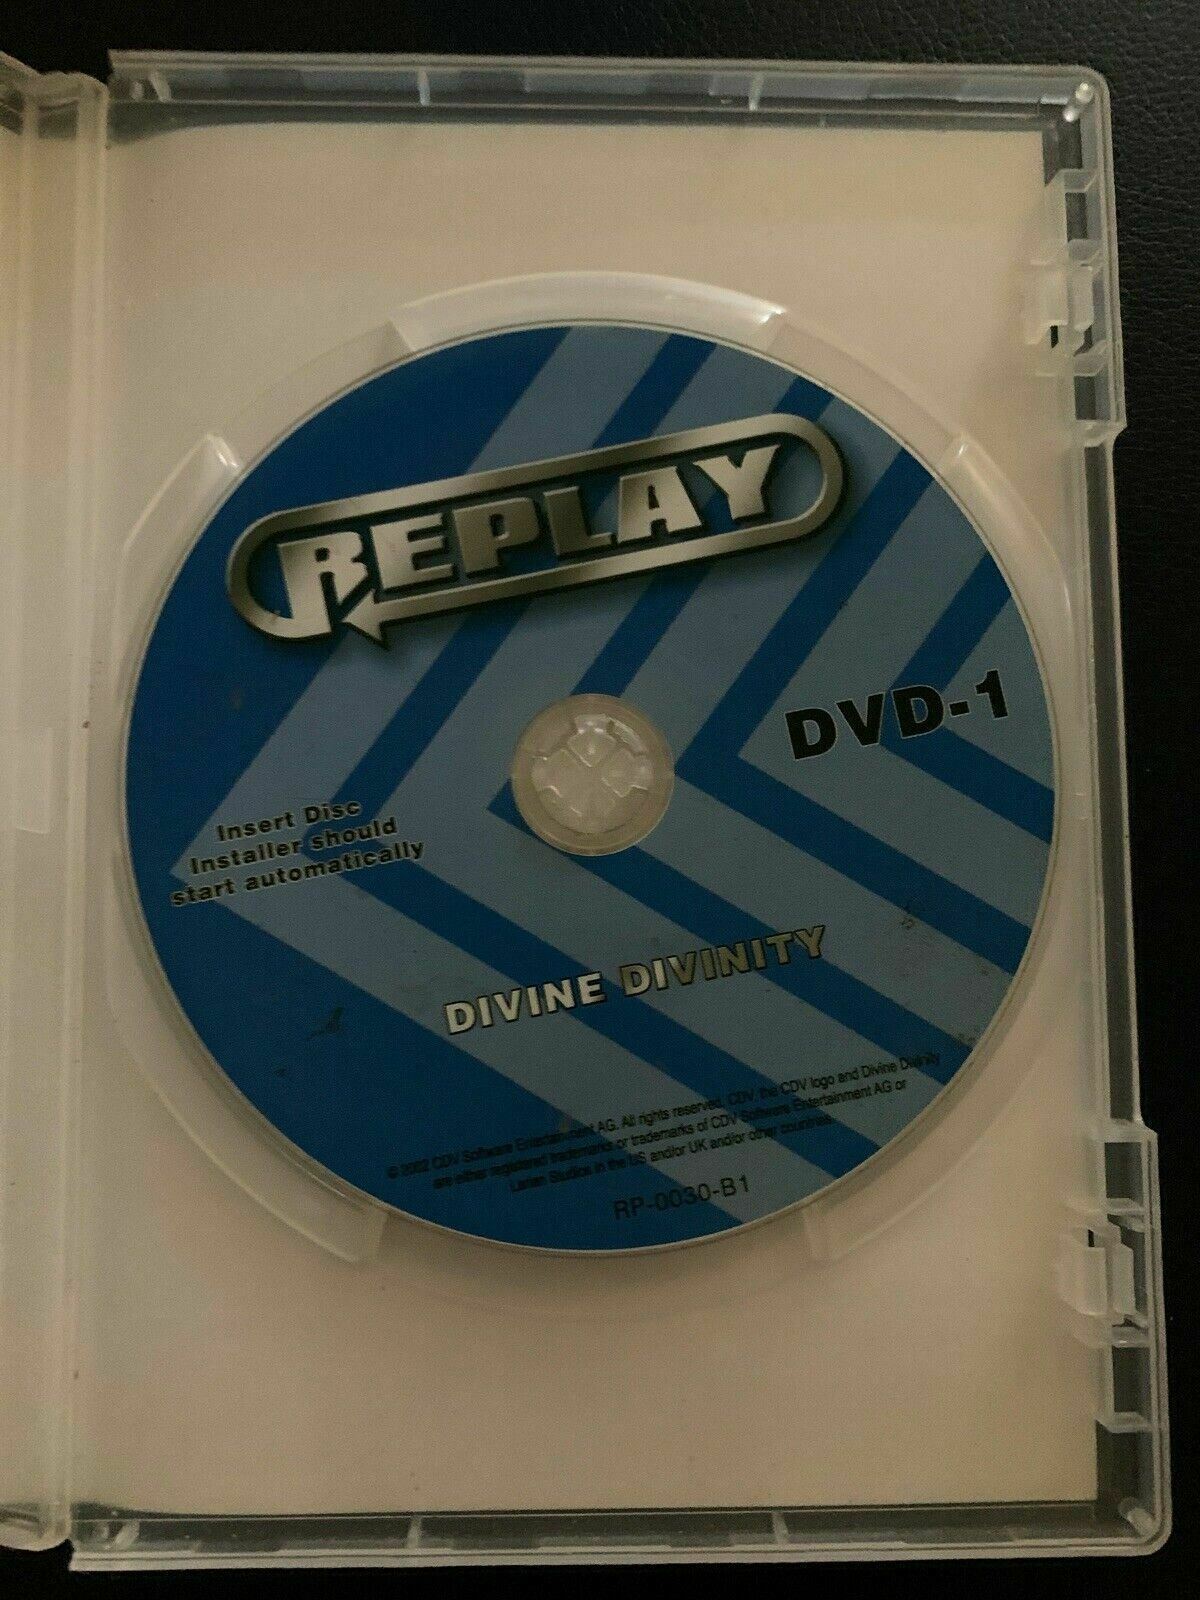 REPLAY
DVD-1
Insert Disc
Installer should
start automatically
DIVINE DIVINITY
© 2002 CDV Software Entertainment AG. All rights reserved. CDV, the CDV logo and Divine Divinity
are either registered trademarks or trademarks of CDV Software Entertainment AG or
Larian Studios in the US and/or UK and/or other countries.
RP-0030-B1